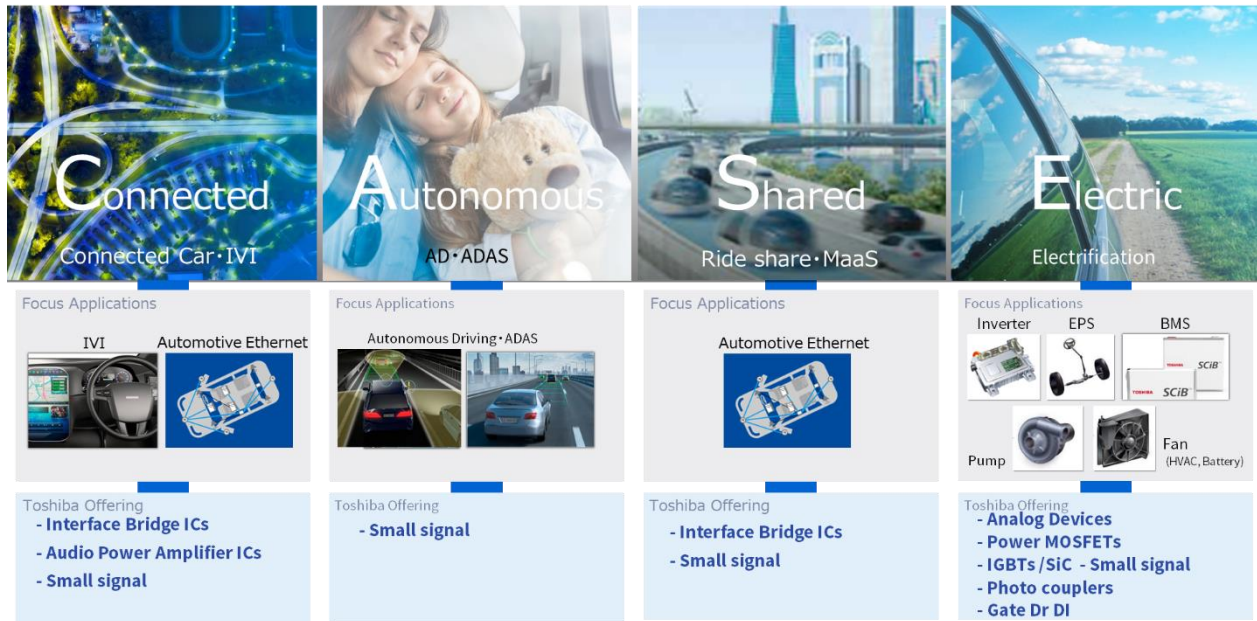 Connected
Connected Car・IVI
Focus Applications
IVI
Automotive Ethernet
Toshiba Offering
- Interface Bridge ICs
- Audio Power Amplifier ICs
- Small signal
Autonomous
AD・ADAS
Focus Applications
Autonomous Driving・ADAS
Toshiba Offering
- Small signal
Shared
Ride share・MaaS
Focus Applications
Automotive Ethernet
Toshiba Offering
- Interface Bridge ICs
- Small signal
Electric
Electrification
Focus Applications
Inverter
EPS
BMS
SCiB
TOSHIBA
SCiB
Pump
Fan
(HVAC, Battery)
Toshiba Offering
- Analog Devices
- Power MOSFETs
- IGBTs /SiC - Small signal
- Photo couplers
- Gate Dr DI